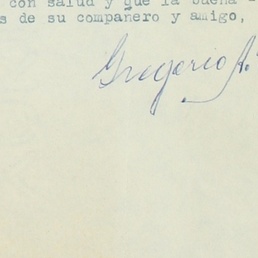 con salud y que la buena
s de su compañero y amigo,
Gregorio A.